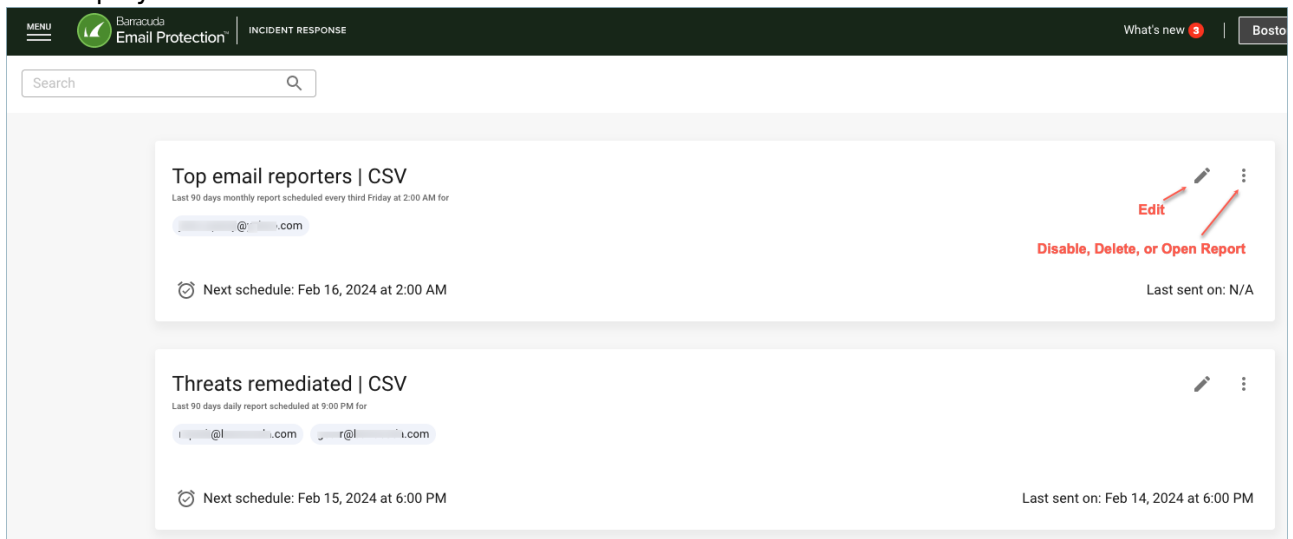 MENU
Barracuda
Email Protection™
INCIDENT RESPONSE
What's new 3
Search
Top email reporters | CSV
Last 90 days monthly report scheduled every third Friday at 2:00 AM for
.com
Edit
Disable, Delete, or Open Report
Next schedule: Feb 16, 2024 at 2:00 AM
Last sent on: N/A
Threats remediated | CSV
Last 90 days daily report scheduled at 9:00 PM for
.com
.com
Next schedule: Feb 15, 2024 at 6:00 PM
Last sent on: Feb 14, 2024 at 6:00 PM